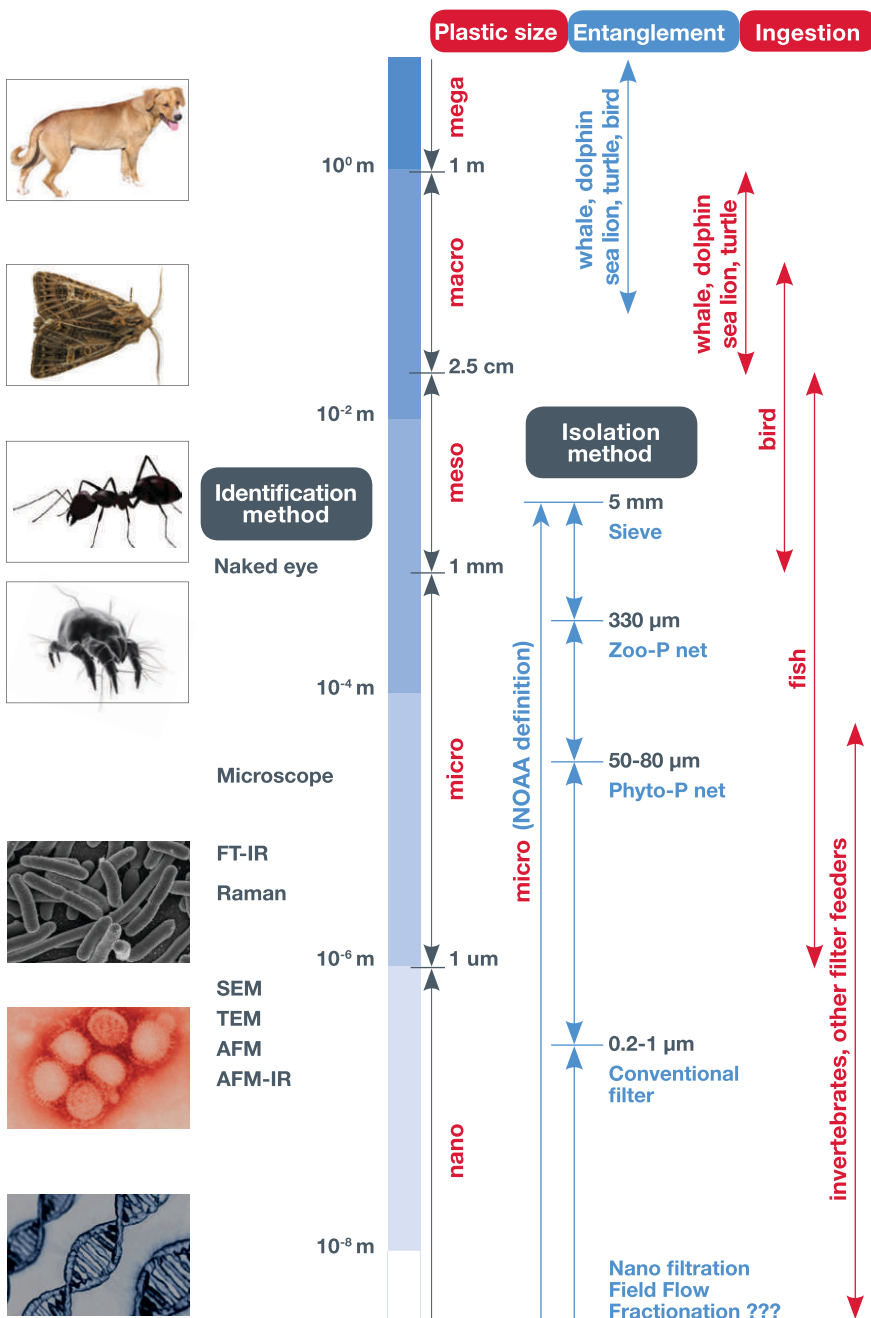 Plastic size
Entanglement
Ingestion
mega
whale, dolphin
sea lion, turtle, bird
10⁰ m
1 m
macro
whale, dolphin
sea lion, turtle
2.5 cm
10⁻² m
bird
Isolation
method
meso
Identification
method
5 mm
Sieve
Naked eye
1 mm
330 µm
Zoo-P net
fish
10⁻⁴ m
micro (NOAA definition)
micro
50-80 µm
Phyto-P net
Microscope
FT-IR
Raman
invertebrates, other filter feeders
10⁻⁶ m
1 um
SEM
TEM
AFM
AFM-IR
0.2-1 µm
Conventional
filter
nano
10⁻⁸ m
Nano filtration
Field Flow
Fractionation ???